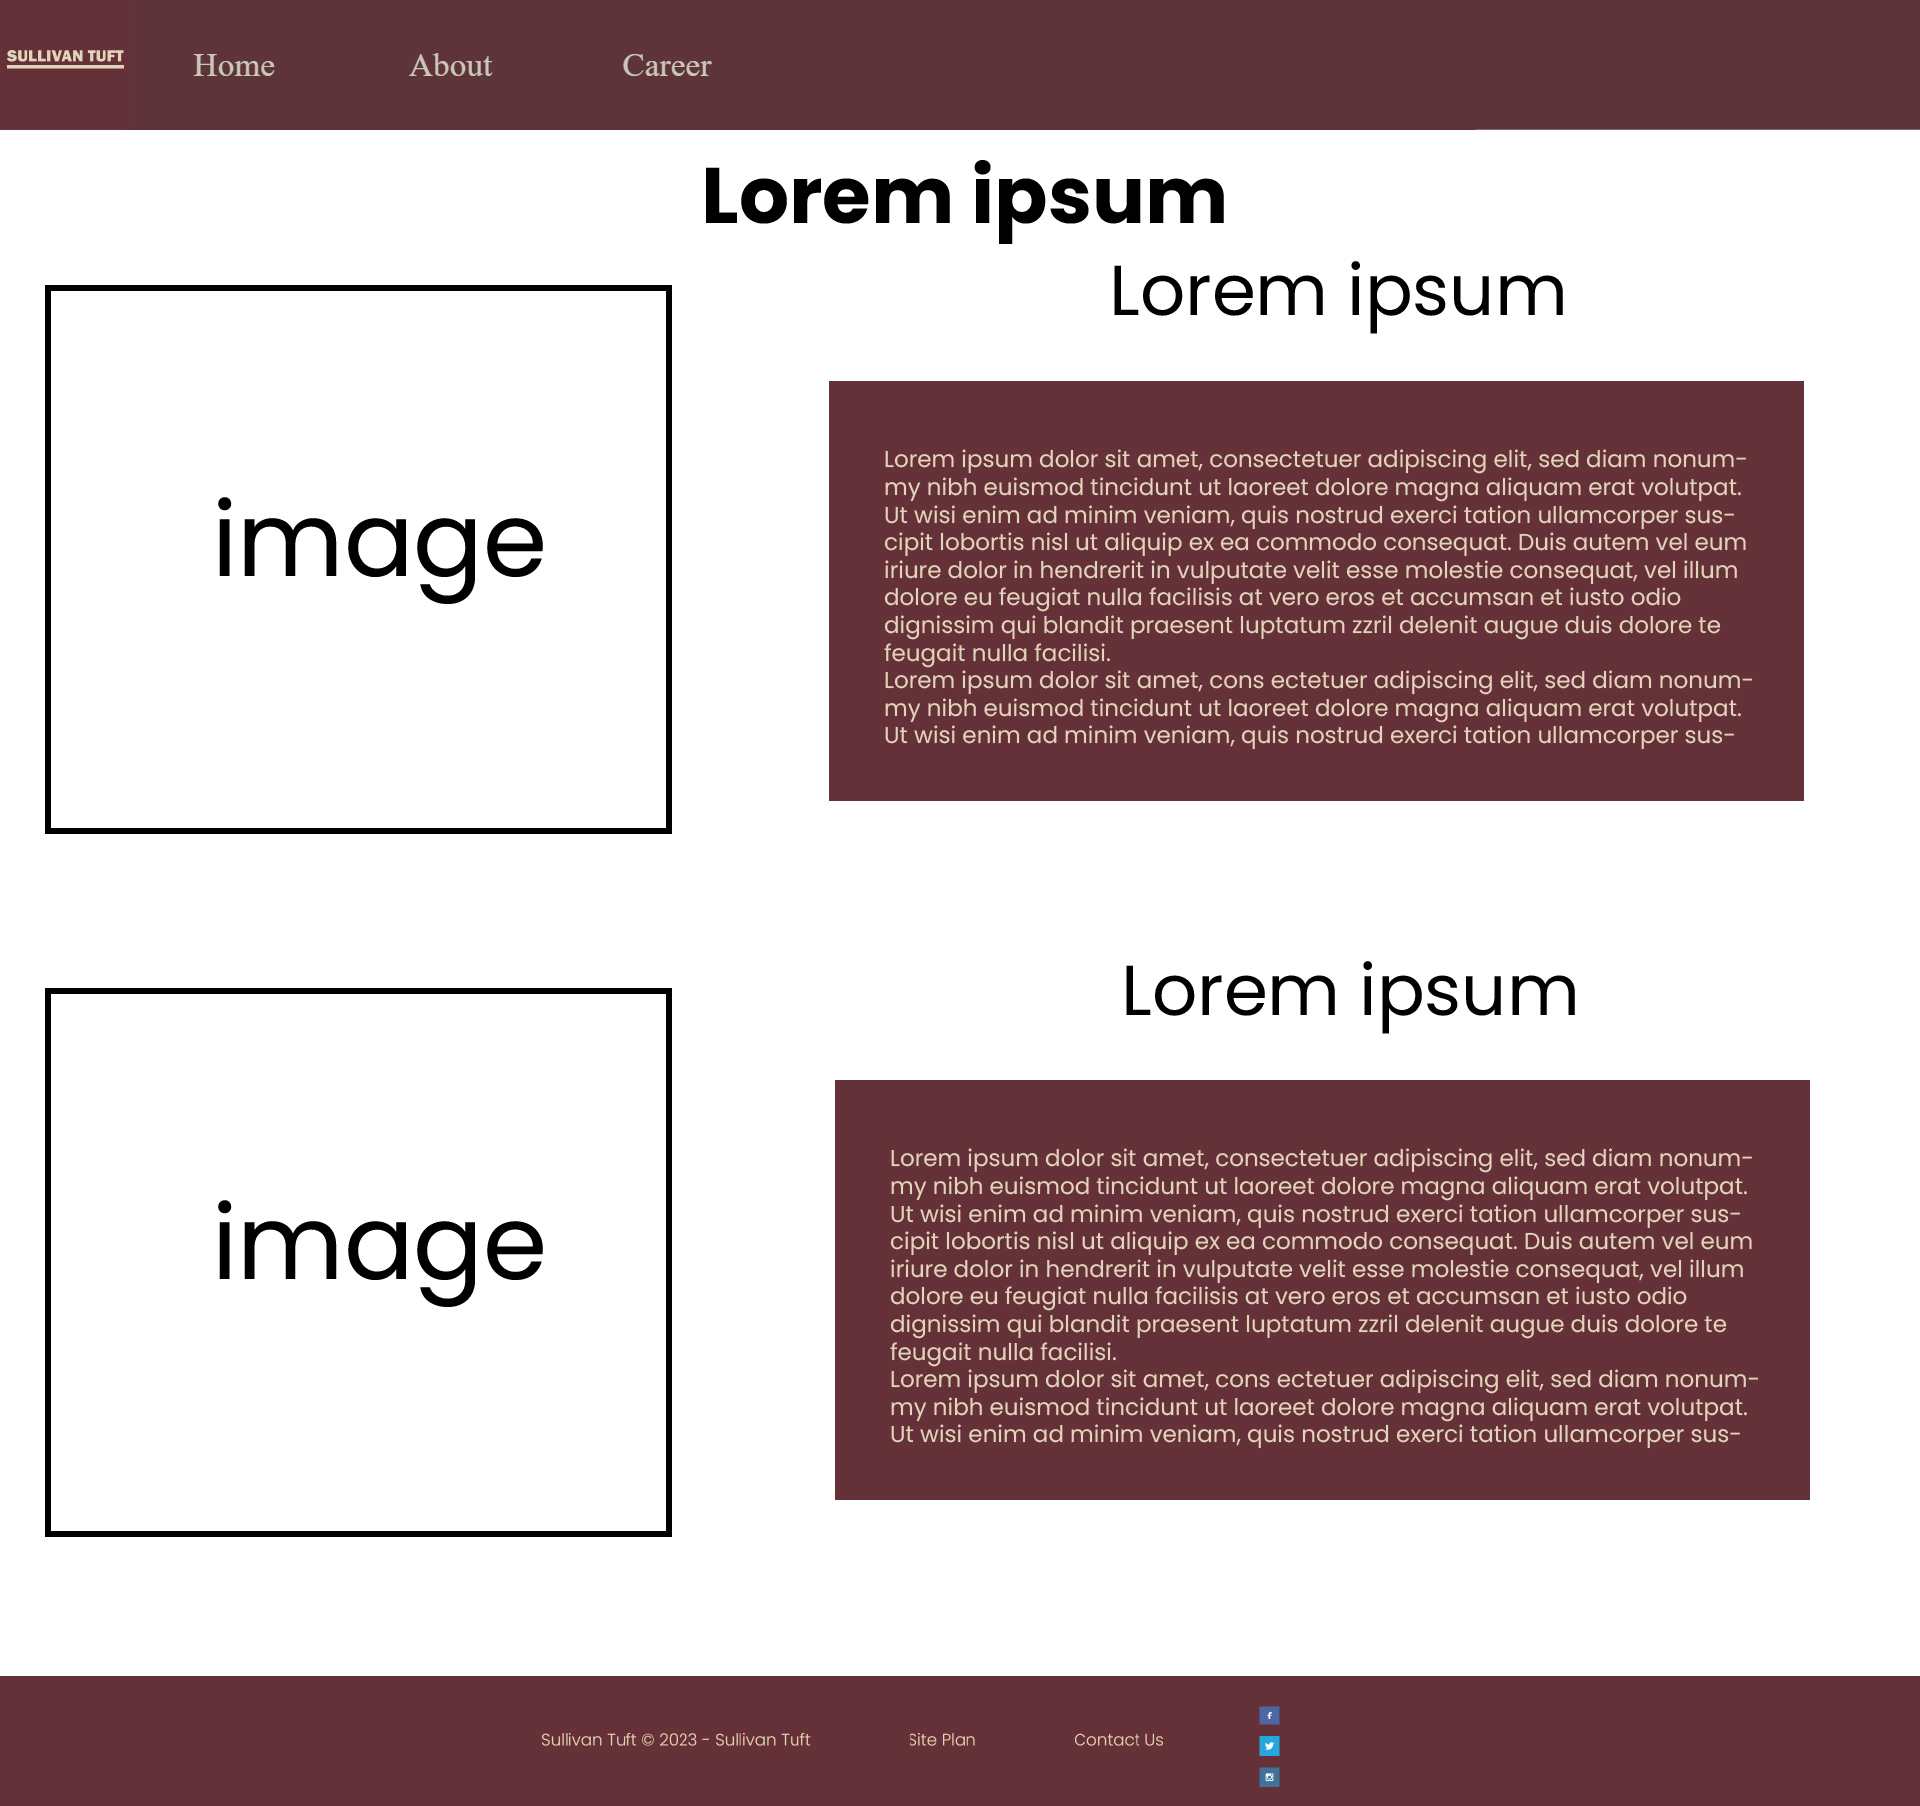 SULLIVAN TUFT
Home About Career
Lorem ipsum
Lorem ipsum
image
Lorem ipsum dolor sit amet, consectetuer adipiscing elit, sed diam nonum-
my nibh euismod tincidunt ut laoreet dolore magna aliquam erat volutpat.
Ut wisi enim ad minim veniam, quis nostrud exerci tation ullamcorper sus-
cipit lobortis nisl ut aliquip ex ea commodo consequat. Duis autem vel eum
iriure dolor in hendrerit in vulputate velit esse molestie consequat, vel illum
dolore eu feugiat nulla facilisis at vero eros et accumsan et iusto odio
dignissim qui blandit praesent luptatum zzril delenit augue duis dolore te
feugait nulla facilisi.
Lorem ipsum dolor sit amet, cons ectetuer adipiscing elit, sed diam nonum-
my nibh euismod tincidunt ut laoreet dolore magna aliquam erat volutpat.
Ut wisi enim ad minim veniam, quis nostrud exerci tation ullamcorper sus-
Lorem ipsum
image
Lorem ipsum dolor sit amet, consectetuer adipiscing elit, sed diam nonum-
my nibh euismod tincidunt ut laoreet dolore magna aliquam erat volutpat.
Ut wisi enim ad minim veniam, quis nostrud exerci tation ullamcorper sus-
cipit lobortis nisl ut aliquip ex ea commodo consequat. Duis autem vel eum
iriure dolor in hendrerit in vulputate velit esse molestie consequat, vel illum
dolore eu feugiat nulla facilisis at vero eros et accumsan et iusto odio
dignissim qui blandit praesent luptatum zzril delenit augue duis dolore te
feugait nulla facilisi.
Lorem ipsum dolor sit amet, cons ectetuer adipiscing elit, sed diam nonum-
my nibh euismod tincidunt ut laoreet dolore magna aliquam erat volutpat.
Ut wisi enim ad minim veniam, quis nostrud exerci tation ullamcorper sus-
Sullivan Tuft © 2023 - Sullivan Tuft Site Plan Contact Us